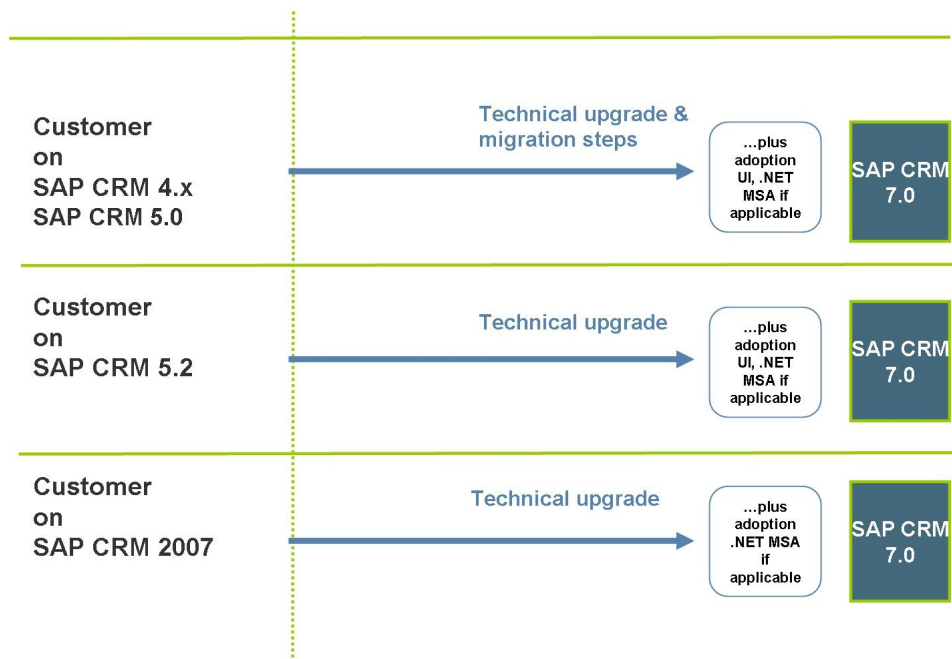 Customer
on
SAP CRM 4.x
SAP CRM 5.0
Technical upgrade &
migration steps
...plus
adoption
UI, .NET
MSA if
applicable
SAP CRM
7.0
Customer
on
SAP CRM 5.2
Technical upgrade
...plus
adoption
UI, .NET
MSA if
applicable
SAP CRM
7.0
Customer
on
SAP CRM 2007
Technical upgrade
...plus
adoption
.NET MSA
if
applicable
SAP CRM
7.0